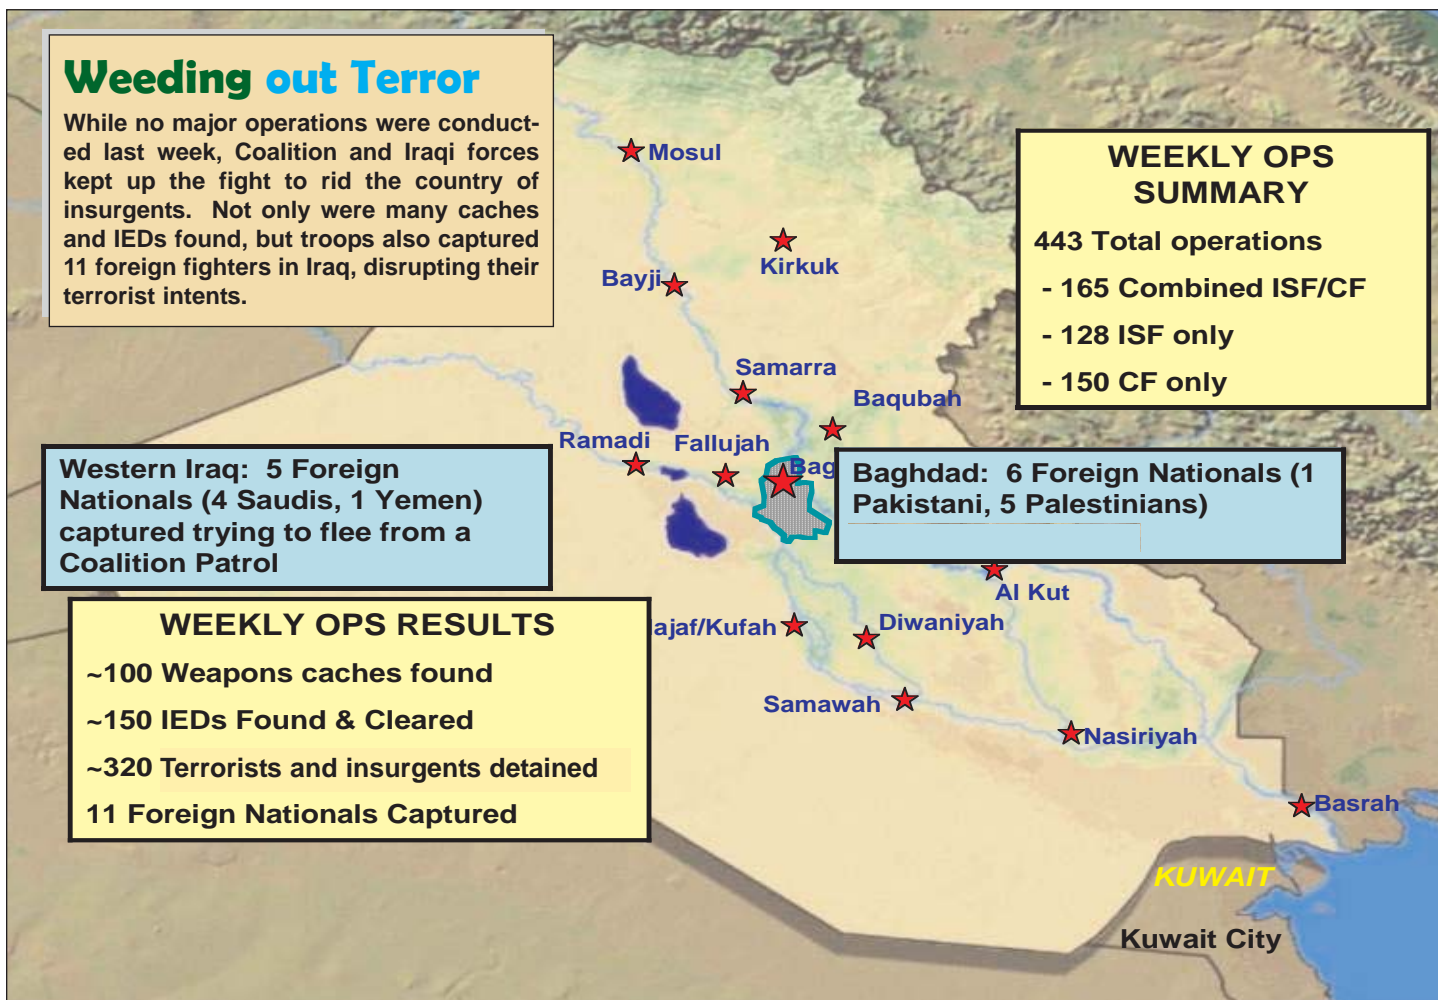 Weeding out Terror
While no major operations were conduct-
ed last week, Coalition and Iraqi forces
kept up the fight to rid the country of
insurgents. Not only were many caches
and IEDs found, but troops also captured
11 foreign fighters in Iraq, disrupting their
terrorist intents.
WEEKLY OPS
SUMMARY
443 Total operations
- 165 Combined ISF/CF
- 128 ISF only
- 150 CF only
Mosul
Kirkuk
Bayji
Samarra
Baqubah
Ramadi
Fallujah
Bag
Western Iraq: 5 Foreign
Nationals (4 Saudis, 1 Yemen)
captured trying to flee from a
Coalition Patrol
Baghdad: 6 Foreign Nationals (1
Pakistani, 5 Palestinians)
Al Kut
ajaf/Kufah
Diwaniyah
Samawah
Nasiriyah
Basrah
WEEKLY OPS RESULTS
~100 Weapons caches found
~150 IEDs Found & Cleared
~320 Terrorists and insurgents detained
11 Foreign Nationals Captured
KUWAIT
Kuwait City